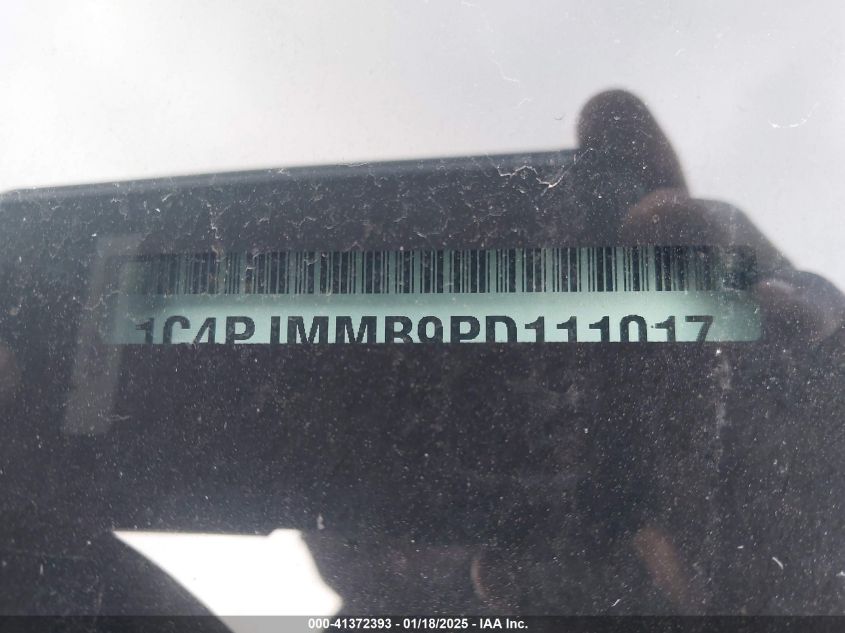 1C4PJMMB9PD111017
000-41372393 - 01/18/2025 - IAA Inc.